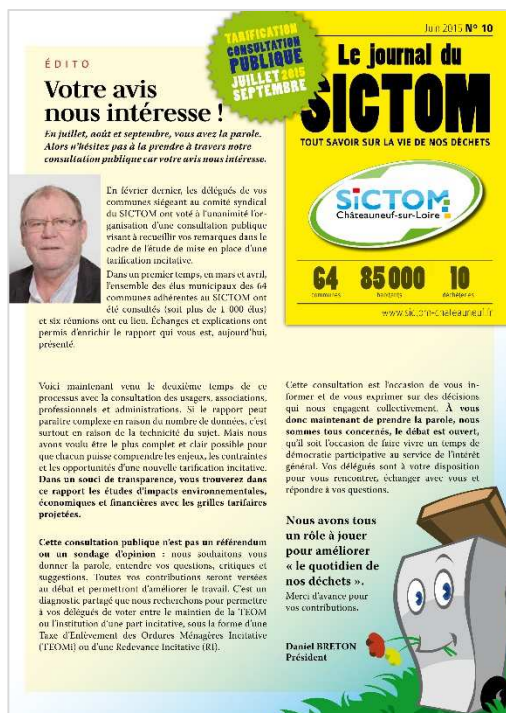 Juin 2015 N° 10
TARIFICATION
CONSULTATION
PUBLIQUE
JUILLET 2015
SEPTEMBRE
Le journal du
SICTOM
TOUT SAVOIR SUR LA VIE DE NOS DÉCHETS
SICTOM
Châteauneuf-sur-Loire
64 85 000 10
communes habitants déchèteries
www.sictom-chateauneuf.fr
ÉDITO
Votre avis
nous intéresse !
En juillet, août et septembre, vous avez la parole.
Alors n'hésitez pas à la prendre à travers notre
consultation publique car votre avis nous intéresse.
En février dernier, les délégués de vos
communes siégeant au comité syndical
du SICTOM ont voté à l'unanimité l'or-
ganisation d'une consultation publique
visant à recueillir vos remarques dans le
cadre de l'étude de mise en place d'une
tarification incitative.
Dans un premier temps, en mars et avril,
l'ensemble des élus municipaux des 64
communes adhérentes au SICTOM ont
été consultés (soit plus de 1 000 élus)
et six réunions ont eu lieu. Échanges et explications ont
permis d'enrichir le rapport qui vous est, aujourd'hui,
présenté.
Voici maintenant venu le deuxième temps de ce
processus avec la consultation des usagers, associations,
professionnels et administrations. Si le rapport peut
paraître complexe en raison du nombre de données, c'est
surtout en raison de la technicité du sujet. Mais nous
avons voulu être le plus complet et clair possible pour
que chacun puisse comprendre les enjeux, les contraintes
et les opportunités d'une nouvelle tarification incitative.
Dans un souci de transparence, vous trouverez dans
ce rapport les études d'impacts environnementales,
économiques et financières avec les grilles tarifaires
projetées.
Cette consultation publique n'est pas un référendum
ou un sondage d'opinion : nous souhaitons vous
donner la parole, entendre vos questions, critiques et
suggestions. Toutes vos contributions seront versées
au débat et permettront d'améliorer le travail. C'est un
diagnostic partagé que nous recherchons pour permettre
à vos délégués de voter entre le maintien de la TEOM
ou l'institution d'une part incitative, sous la forme d'une
Taxe d'Enlèvement des Ordures Ménagères Incitative
(TEOMi) ou d'une Redevance Incitative (RI).
Cette consultation est l'occasion de vous in-
former et de vous exprimer sur des décisions
qui nous engagent collectivement. À vous
donc maintenant de prendre la parole, nous
sommes tous concernés, le débat est ouvert,
qu'il soit l'occasion de faire vivre un temps de
démocratie participative au service de l'intérêt
général. Vos délégués sont à votre disposition
pour vous rencontrer, échanger avec vous et
répondre à vos questions.
Nous avons tous
un rôle à jouer
pour améliorer
« le quotidien de
nos déchets ».
Merci d'avance pour
vos contributions.
Daniel BRETON
Président